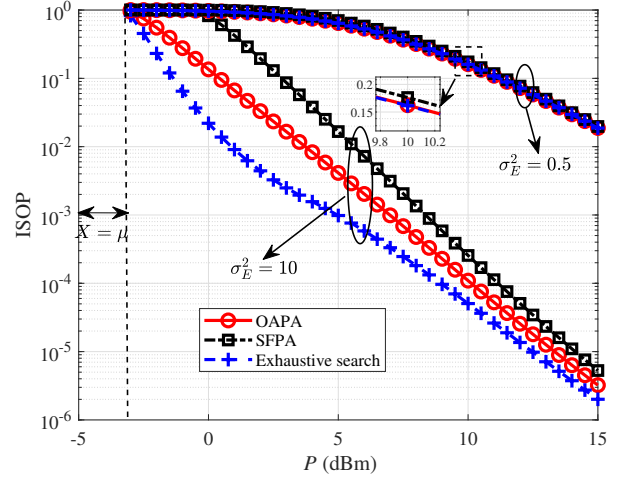 10^0
10^-1
10^-2
10^-3
10^-4
10^-5
10^-6
ISOP
0.2
0.15
9.8 10 10.2
σ_E^2 = 0.5
X = μ
σ_E^2 = 10
OAPA
SFPA
Exhaustive search
-5 0 5 10 15
P (dBm)